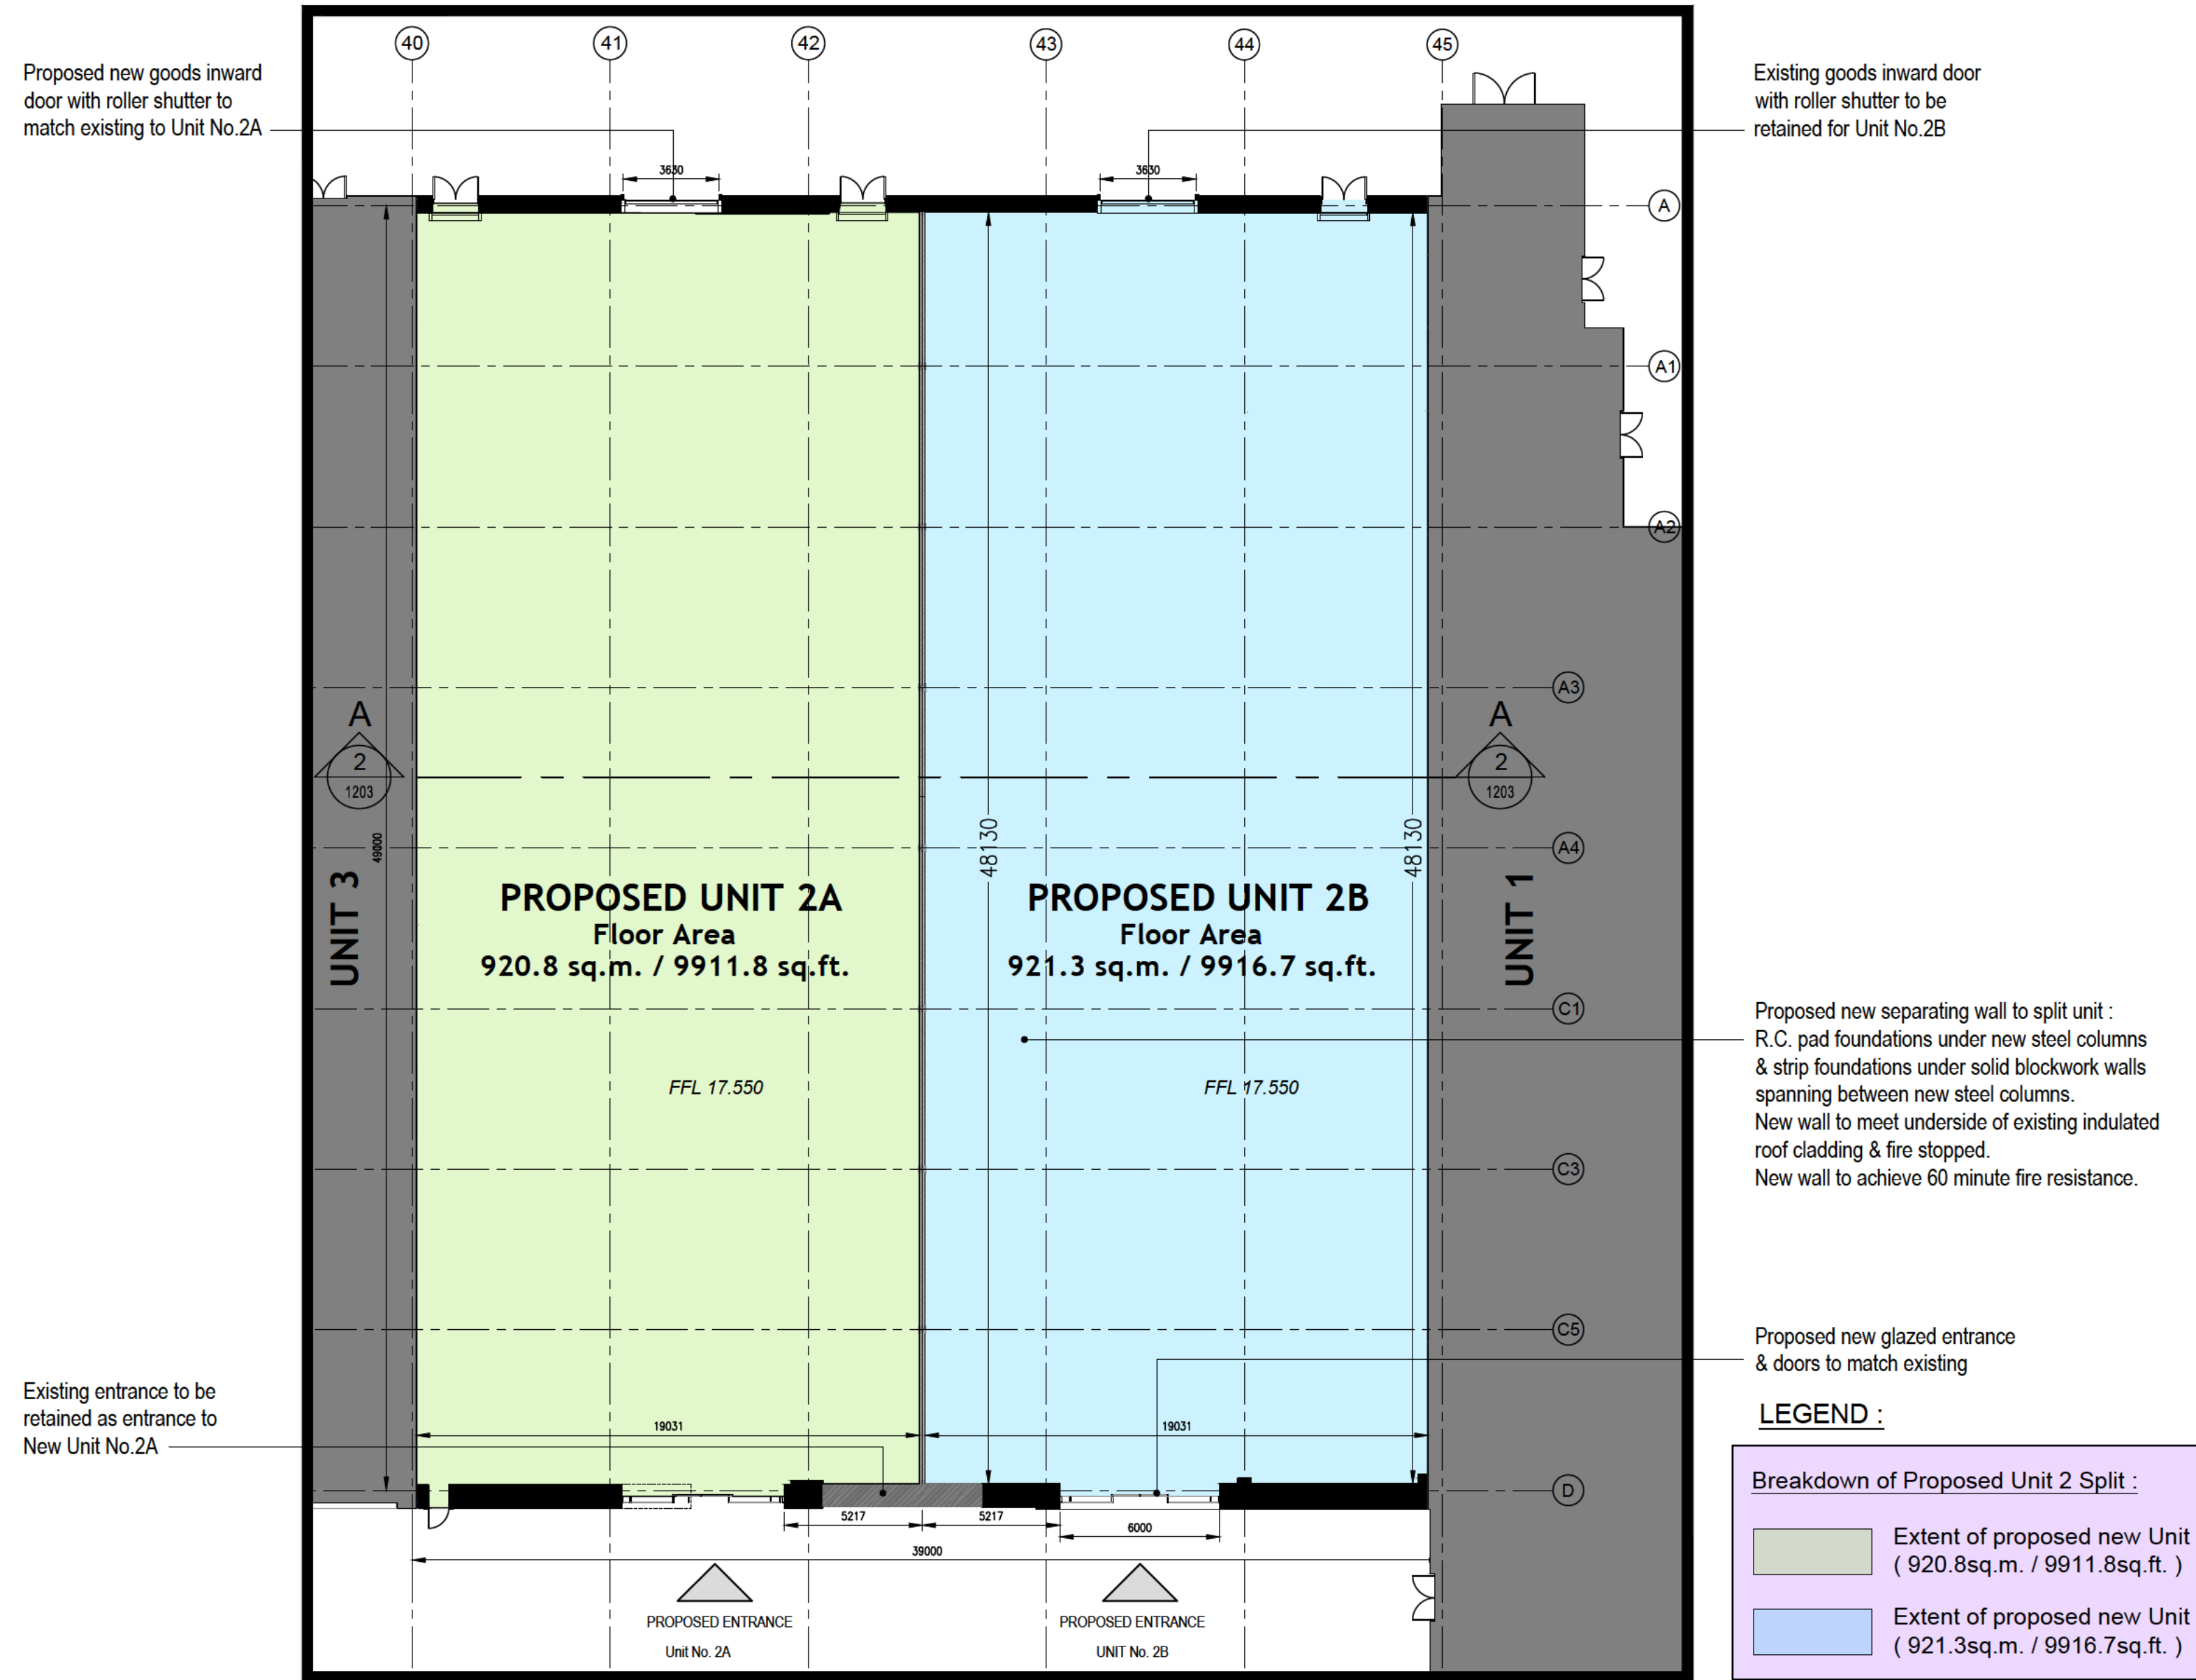 40
41
42
43
44
45
Proposed new goods inward
door with roller shutter to
match existing to Unit No.2A
Existing goods inward door
with roller shutter to be
retained for Unit No.2B
3630
3630
A
A1
A2
A3
A
2
1203
A
2
1203
49000
48130
48130
A4
UNIT 3
UNIT 1
PROPOSED UNIT 2A
Floor Area
920.8 sq.m. / 9911.8 sq.ft.
PROPOSED UNIT 2B
Floor Area
921.3 sq.m. / 9916.7 sq.ft.
C1
Proposed new separating wall to split unit :
R.C. pad foundations under new steel columns
& strip foundations under solid blockwork walls
spanning between new steel columns.
New wall to meet underside of existing indulated
roof cladding & fire stopped.
New wall to achieve 60 minute fire resistance.
FFL 17.550
FFL 17.550
C3
C5
Proposed new glazed entrance
& doors to match existing
Existing entrance to be
retained as entrance to
New Unit No.2A
19031
19031
D
5217
5217
6000
39000
PROPOSED ENTRANCE
Unit No. 2A
PROPOSED ENTRANCE
UNIT No. 2B
LEGEND :
Breakdown of Proposed Unit 2 Split :
Extent of proposed new Unit
( 920.8sq.m. / 9911.8sq.ft. )
Extent of proposed new Unit
( 921.3sq.m. / 9916.7sq.ft. )